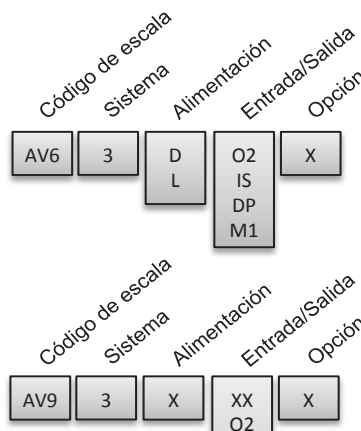 Código de escala Sistema Alimentación Entrada/Salida Opción
AV6 3 D O2 X
L IS
DP
M1
Código de escala Sistema Alimentación Entrada/Salida Opción
AV9 3 X XX X
O2